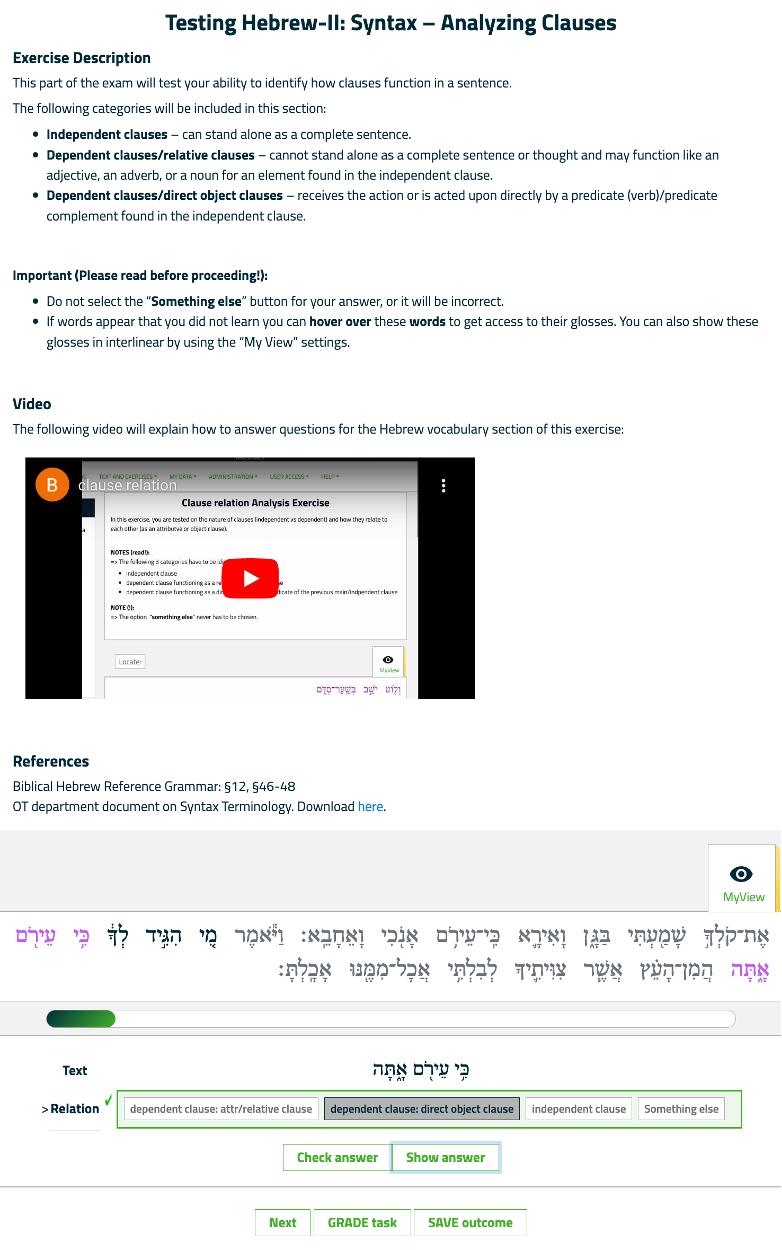 Testing Hebrew-II: Syntax – Analyzing Clauses
Exercise Description
This part of the exam will test your ability to identify how clauses function in a sentence.
The following categories will be included in this section:
• Independent clauses – can stand alone as a complete sentence.
• Dependent clauses/relative clauses – cannot stand alone as a complete sentence or thought and may function like an
adjective, an adverb, or a noun for an element found in the independent clause.
• Dependent clauses/direct object clauses – receives the action or is acted upon directly by a predicate (verb)/predicate
complement found in the independent clause.
Important (Please read before proceeding!):
• Do not select the “Something else” button for your answer, or it will be incorrect.
• If words appear that you did not learn you can hover over these words to get access to their glosses. You can also show these
glosses in interlinear by using the “My View” settings.
Video
The following video will explain how to answer questions for the Hebrew vocabulary section of this exercise:
TEXT AND EXERCISES MY DATA ADMINISTRATION USER ACCESS HELP
B clause relation
Clause relation Analysis Exercise
In this exercise, you are tested on the nature of clauses (independent vs dependent) and how they relate to
each other (as an attributve or object clause).
NOTES (read!):
=> The following 3 categories have to be
• independent clause
• dependent clause functioning as a
• dependent clause functioning as a predicate of the previous main/indpendent clause
NOTE (!):
=> The option "something else" never has to be chosen.
Locate:
MyView
וְל֖וֹט יֹשֵׁ֣ב בְּשַֽׁעַר־סְדֹ֑ם
References
Biblical Hebrew Reference Grammar: §12, §46-48
OT department document on Syntax Terminology. Download here.
MyView
אֶת־קֹלְךָ֥ שָׁמַ֖עְתִּי בַּגָּ֑ן וָאִירָ֛א כִּֽי־עֵירֹ֥ם אָנֹ֖כִי וָאֵחָבֵֽא׃ וַיֹּ֕אמֶר מִ֚י הִגִּ֣יד לְךָ֔ כִּ֥י עֵירֹ֖ם
אָ֑תָּה הֲמִן־הָעֵ֗ץ אֲשֶׁ֧ר צִוִּיתִ֛יךָ לְבִלְתִּ֥י אֲכָל־מִמֶּ֖נּוּ אָכָֽלְתָּ׃
Text כִּ֥י עֵירֹ֖ם אָ֑תָּה
>Relation ✓ dependent clause: attr/relative clause dependent clause: direct object clause independent clause Something else
Check answer Show answer
Next GRADE task SAVE outcome